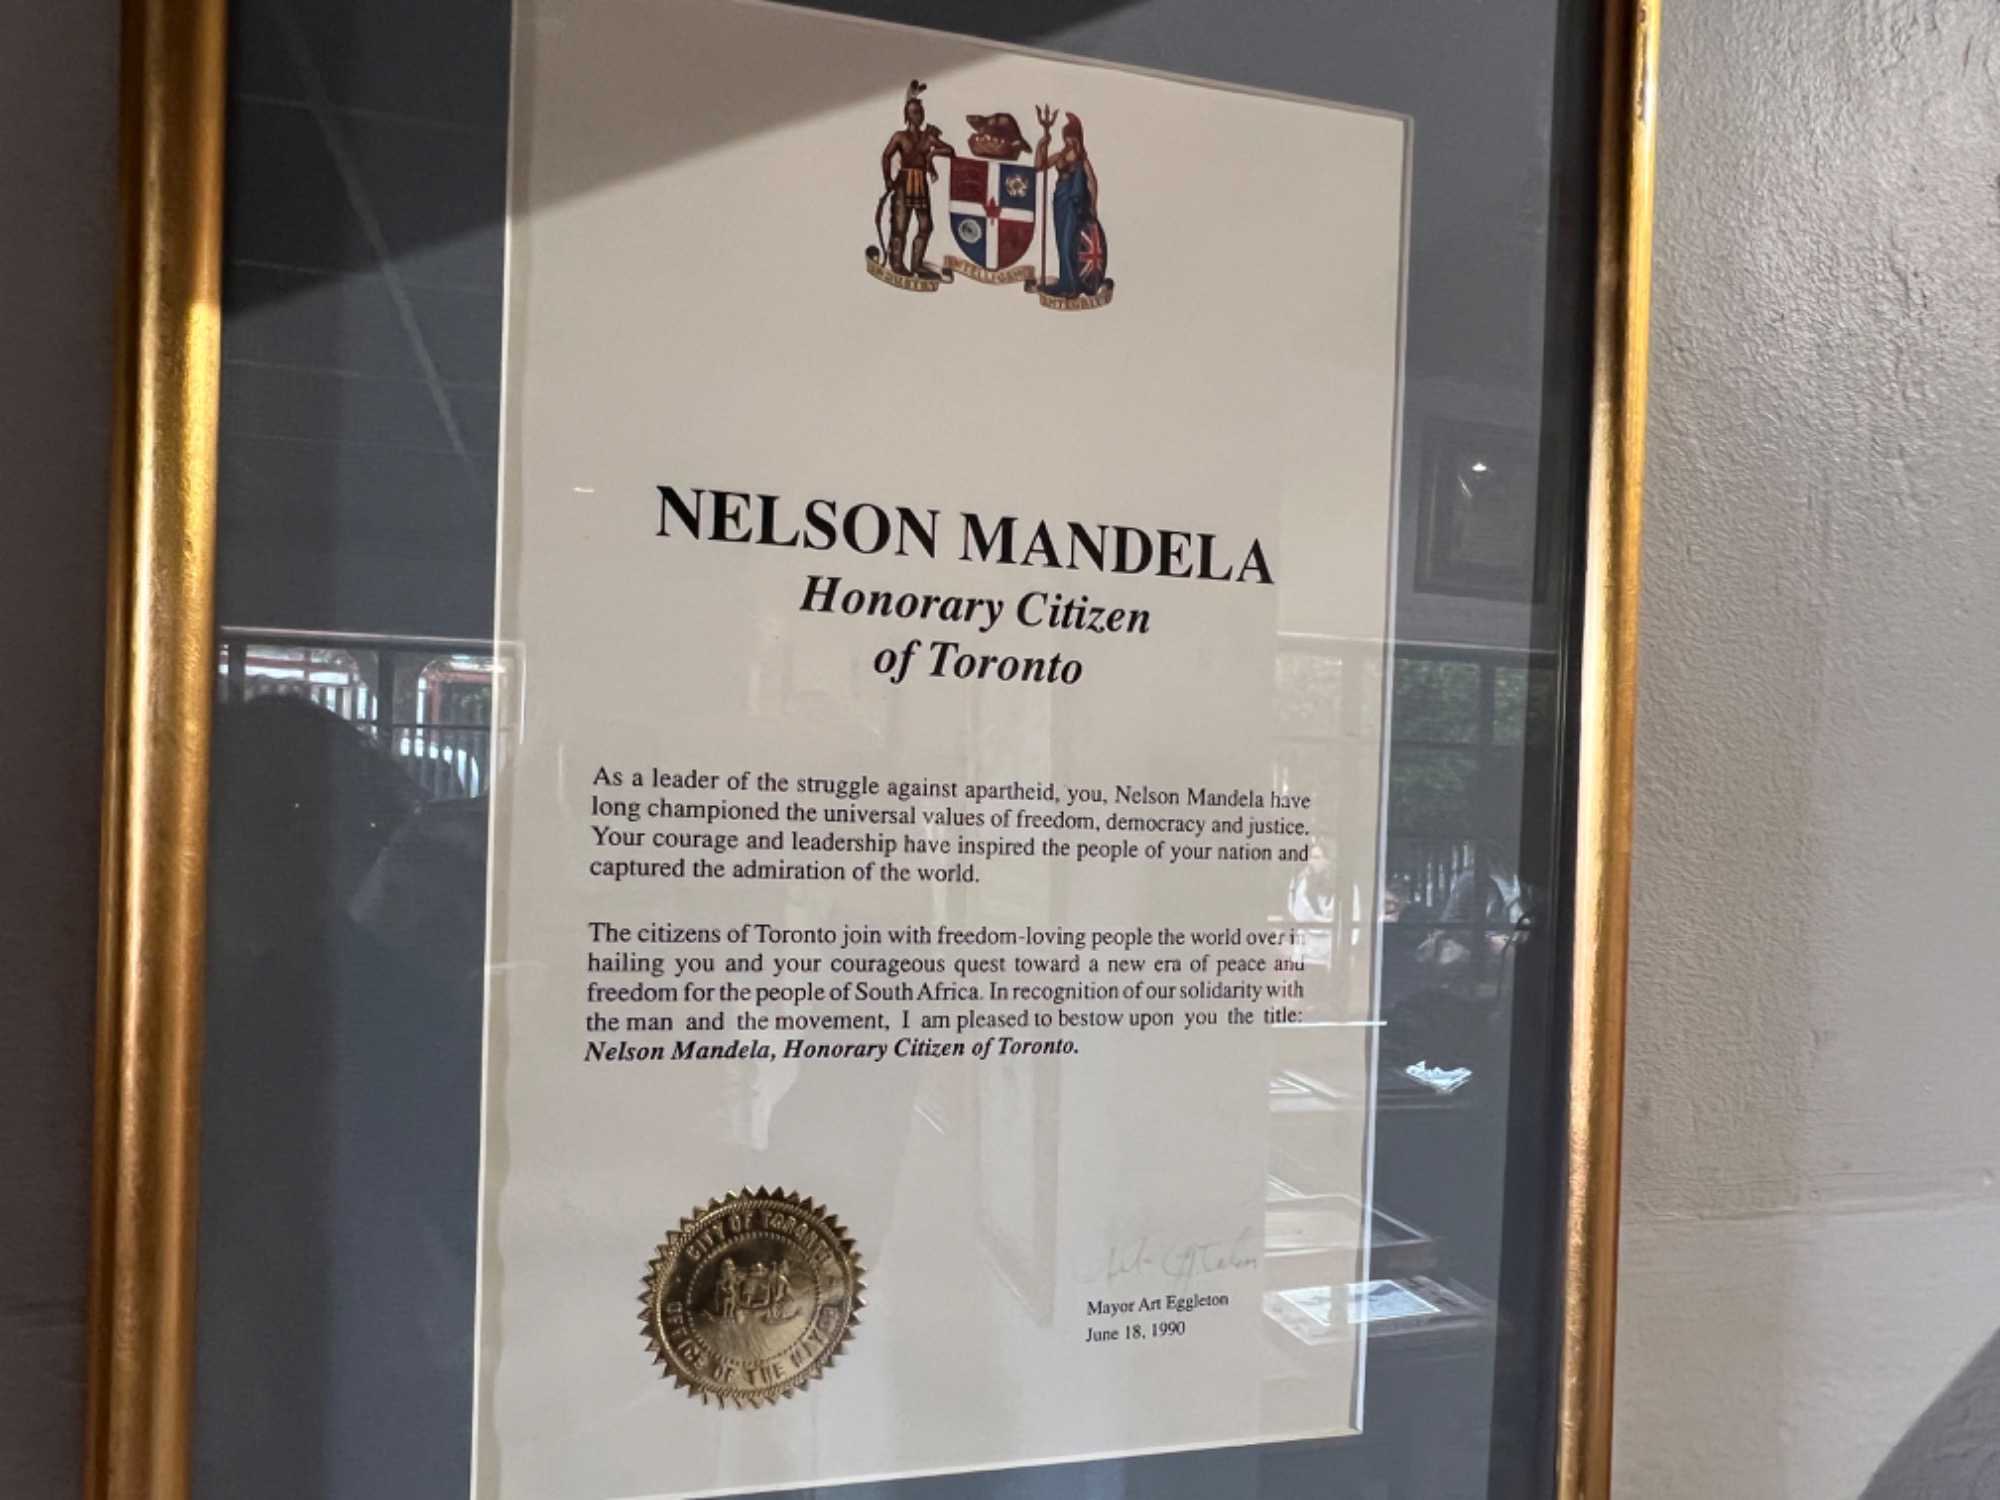 INDUSTRY INTELLIGENCE INTEGRITY
NELSON MANDELA
Honorary Citizen
of Toronto
As a leader of the struggle against apartheid, you, Nelson Mandela have
long championed the universal values of freedom, democracy and justice.
Your courage and leadership have inspired the people of your nation and
captured the admiration of the world.
The citizens of Toronto join with freedom-loving people the world over in
hailing you and your courageous quest toward a new era of peace and
freedom for the people of South Africa. In recognition of our solidarity with
the man and the movement, I am pleased to bestow upon you the title:
Nelson Mandela, Honorary Citizen of Toronto.
CITY OF TORONTO
OFFICE OF THE MAYOR
Mayor Art Eggleton
June 18, 1990